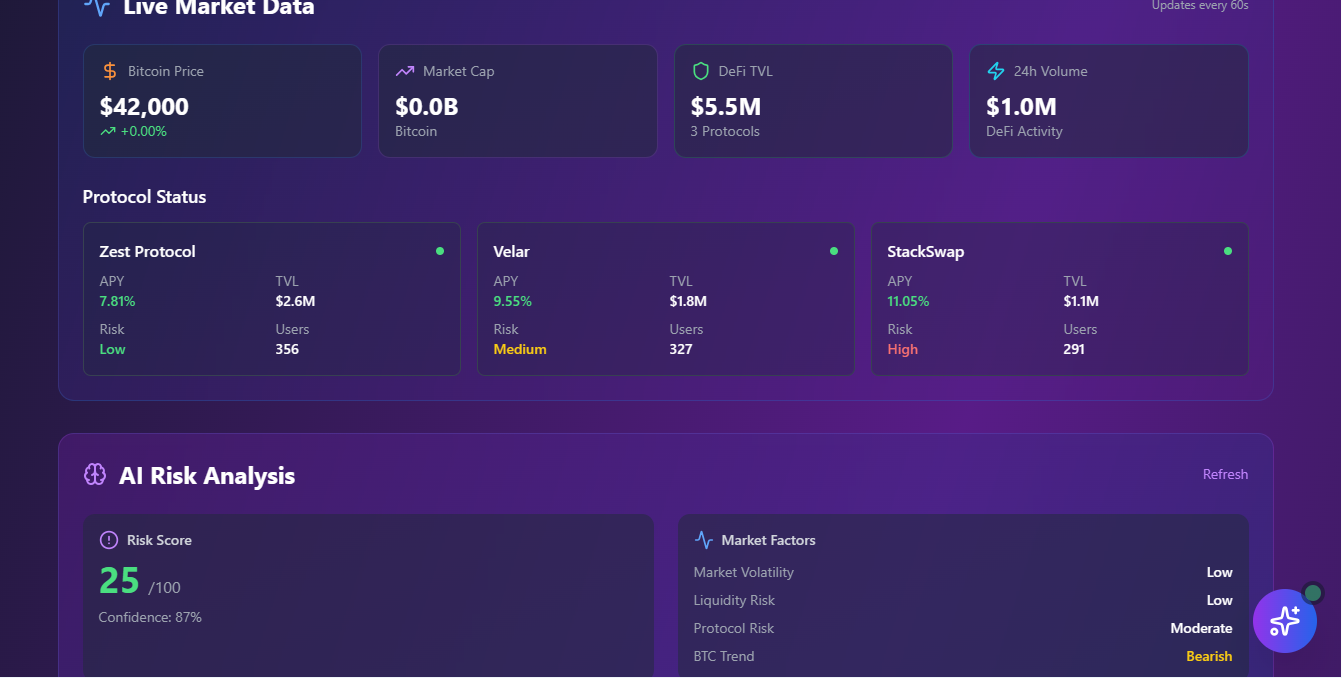 Live Market Data
Updates every 60s
Bitcoin Price
$42,000
+0.00%
Market Cap
$0.0B
Bitcoin
DeFi TVL
$5.5M
3 Protocols
24h Volume
$1.0M
DeFi Activity
Protocol Status
Zest Protocol
APY TVL
7.81% $2.6M
Risk Users
Low 356
Velar
APY TVL
9.55% $1.8M
Risk Users
Medium 327
StackSwap
APY TVL
11.05% $1.1M
Risk Users
High 291
AI Risk Analysis
Refresh
Risk Score
25 /100
Confidence: 87%
Market Factors
Market Volatility Low
Liquidity Risk Low
Protocol Risk Moderate
BTC Trend Bearish